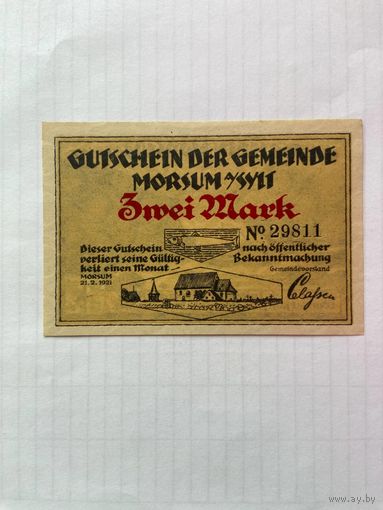 GUTSCHEIN DER GEMEINDE
MORSUM A/SYLT
Zwei Mark
No 29811
Dieser Gutschein nach öffentlicher
verliert seine Gültig- Bekanntmachung
keit einen Monat Gemeindevorstand
MORSUM
21. 2. 1921
Claßen
www.ay.by